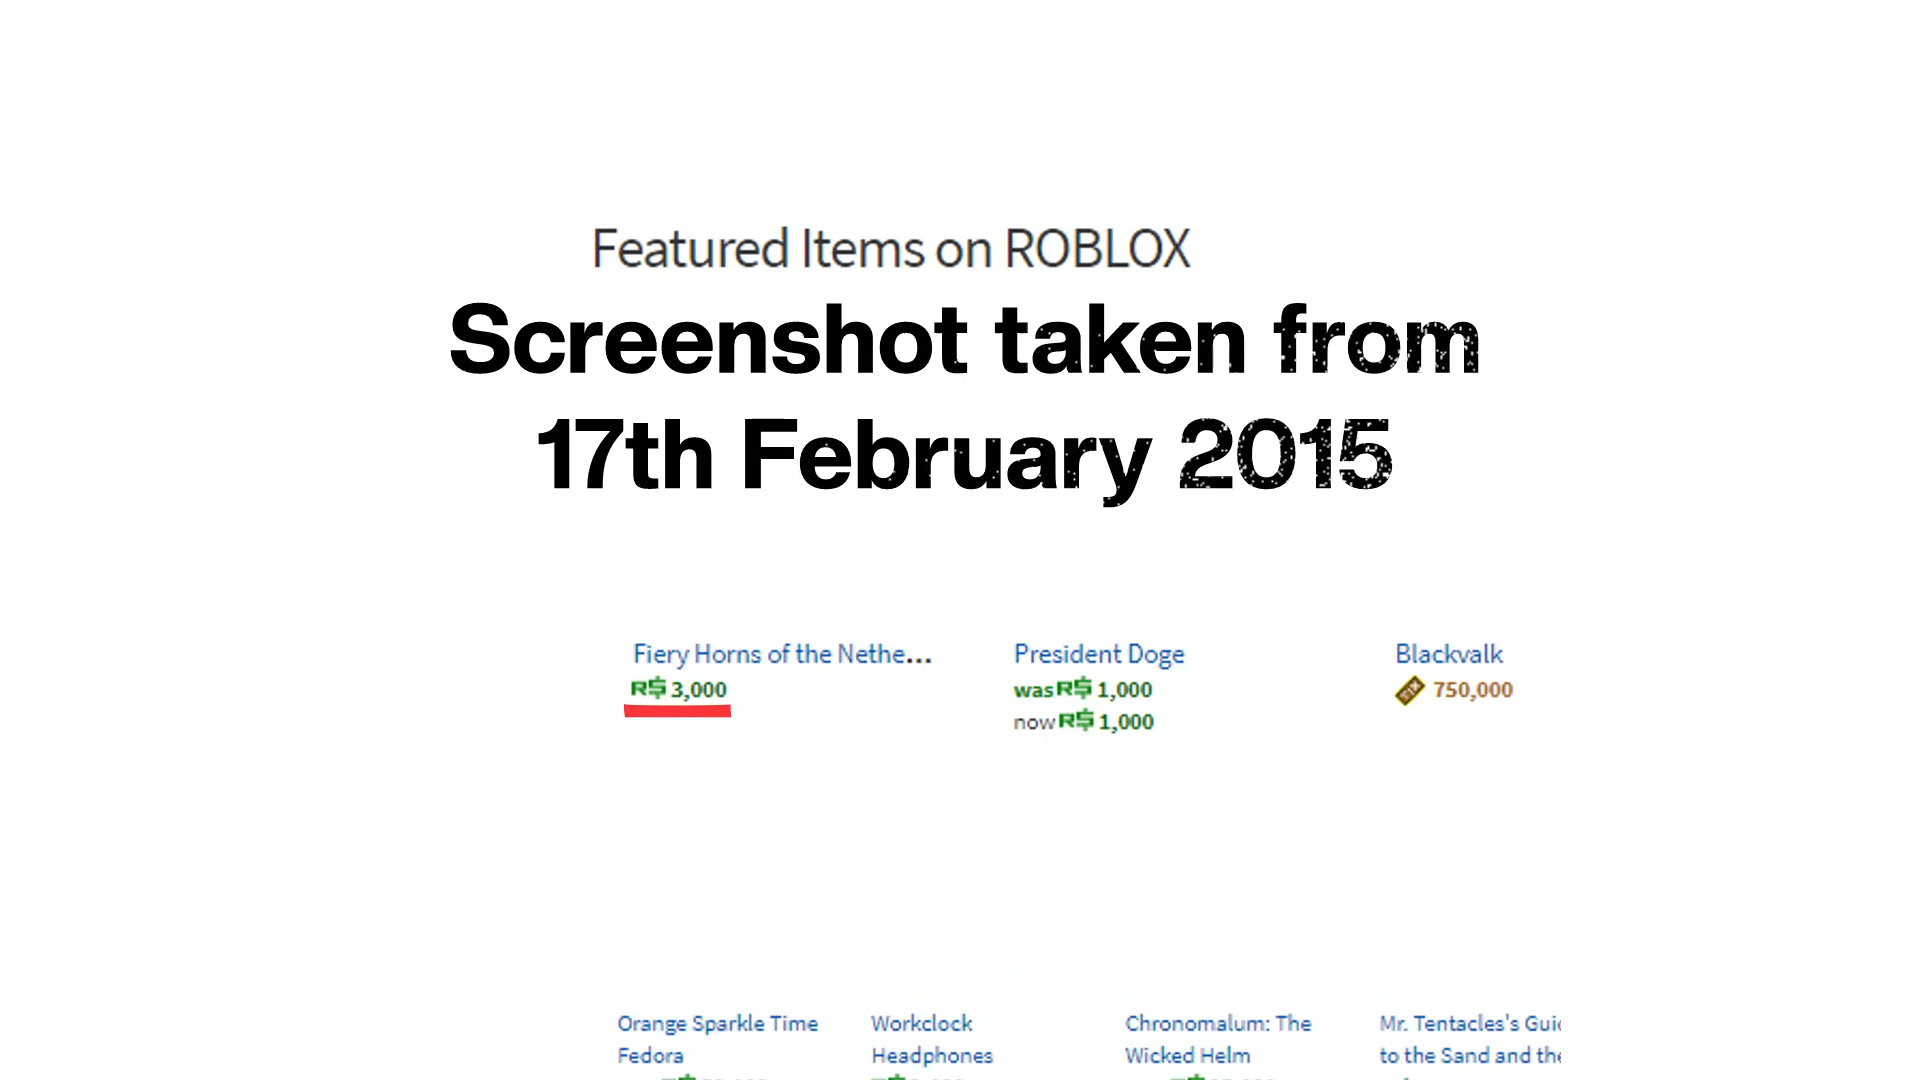 Featured Items on ROBLOX
Screenshot taken from
17th February 2015
Fiery Horns of the Nethe...
President Doge
Blackvalk
R$ 3,000
was R$ 1,000
750,000
now R$ 1,000
Orange Sparkle Time
Workclock
Chronomalum: The
Mr. Tentacles's
Fedora
Headphones
Wicked Helm
to the Sand and